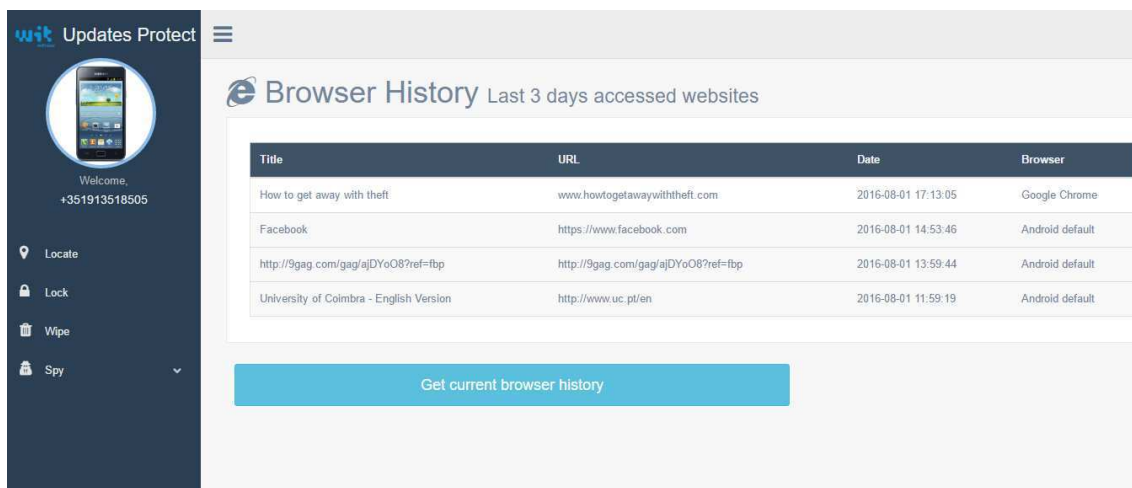 wit Updates Protect
Browser History Last 3 days accessed websites
Welcome,
+351913518505
Locate
Lock
Wipe
Spy
Title URL Date Browser
How to get away with theft www.howtogetawaywiththeft.com 2016-08-01 17:13:05 Google Chrome
Facebook https://www.facebook.com 2016-08-01 14:53:46 Android default
http://9gag.com/gag/ajDYoO8?ref=fbp http://9gag.com/gag/ajDYoO8?ref=fbp 2016-08-01 13:59:44 Android default
University of Coimbra - English Version http://www.uc.pt/en 2016-08-01 11:59:19 Android default
Get current browser history